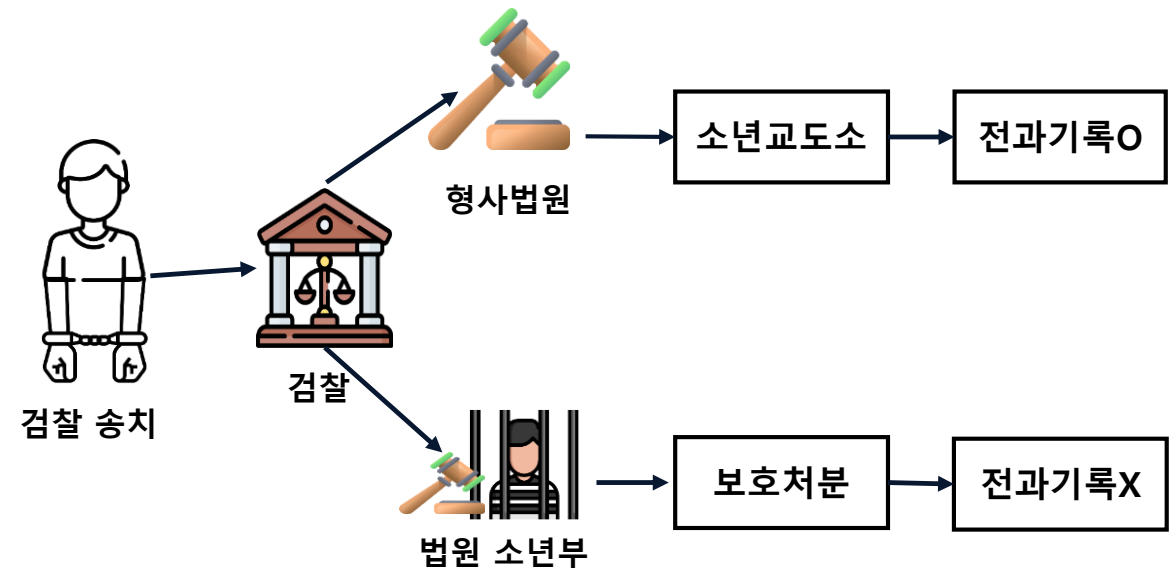 형사법원
소년교도소
전과기록O
검찰 송치
검찰
법원 소년부
보호처분
전과기록X